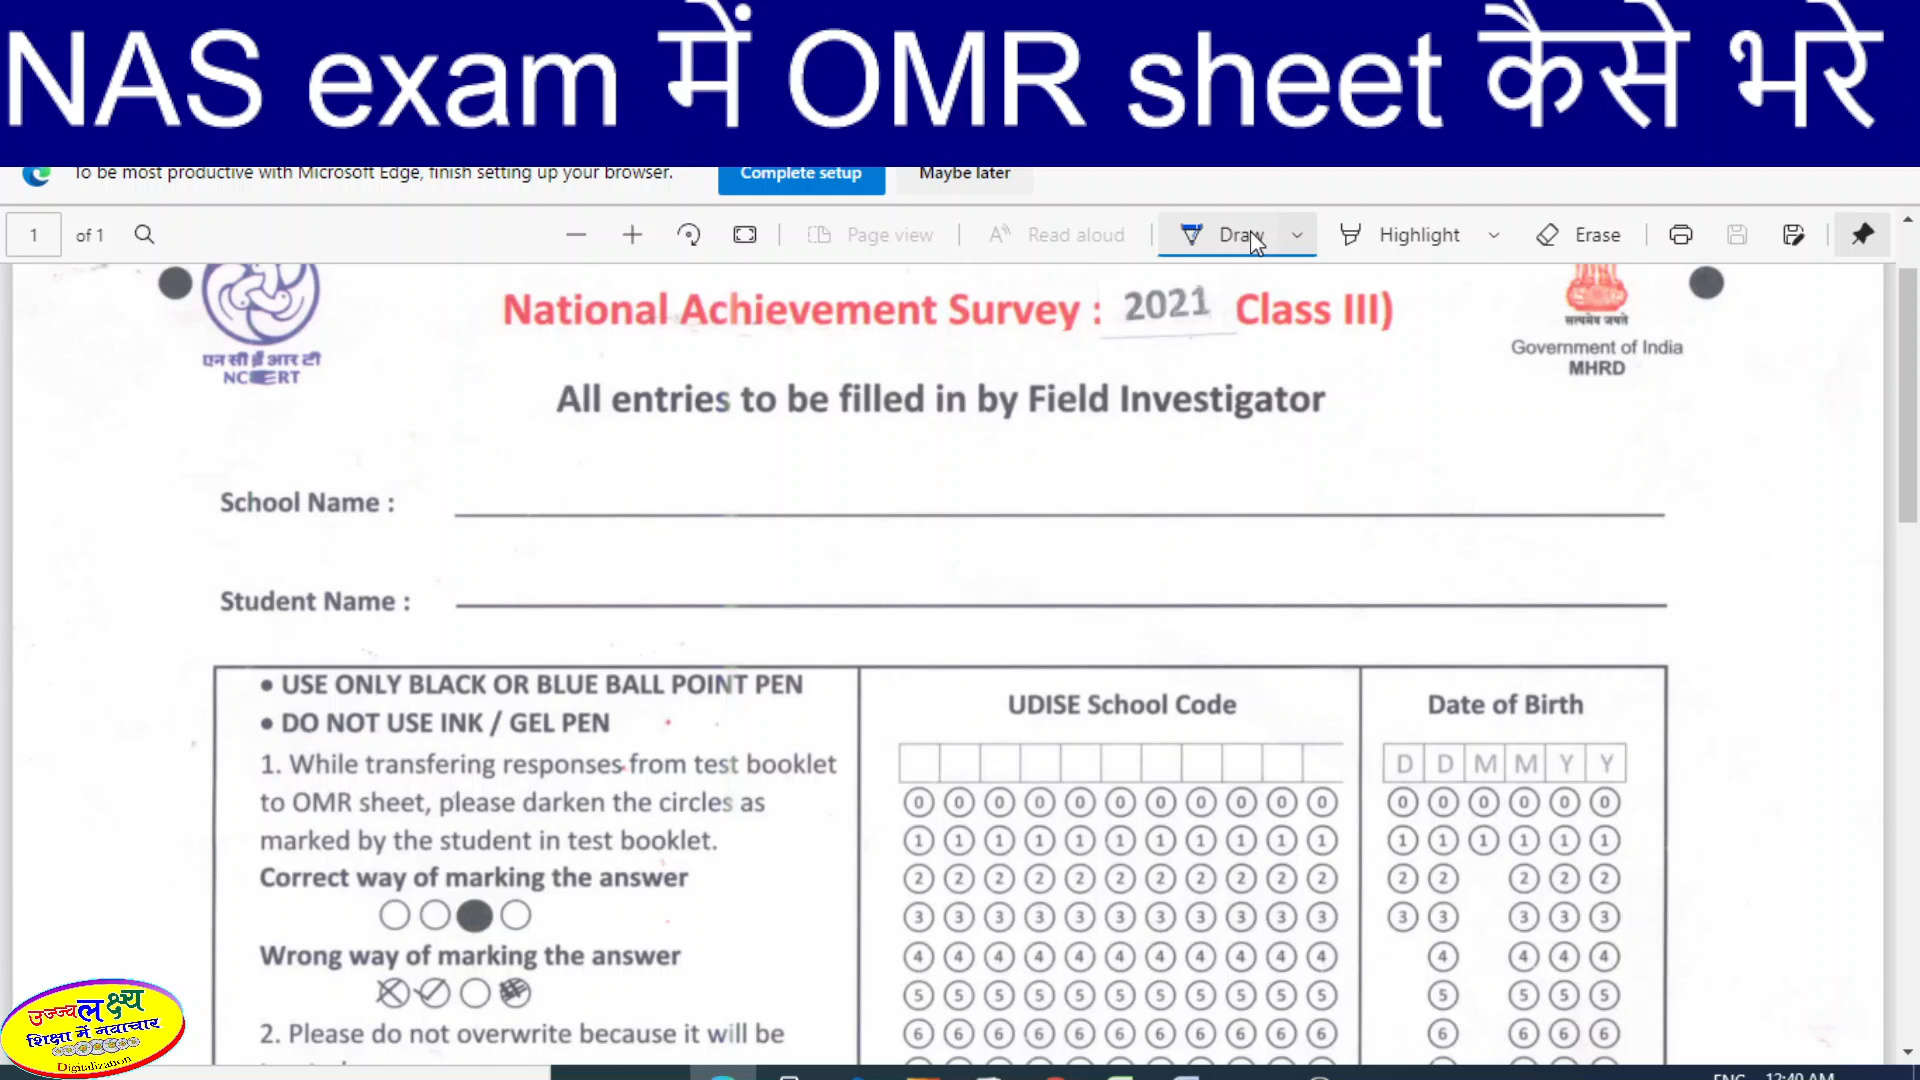 NAS exam में OMR sheet कैसे भरे
To be most productive with Microsoft Edge, finish setting up your browser. Complete setup Maybe later
1 of 1 Page view Read aloud Draw Highlight Erase
National Achievement Survey : 2021 Class III)
एन सी ई आर टी
NCERT
सत्यमेव जयते
Government of India
MHRD
All entries to be filled in by Field Investigator
School Name :
Student Name :
• USE ONLY BLACK OR BLUE BALL POINT PEN
• DO NOT USE INK / GEL PEN
1. While transfering responses from test booklet
to OMR sheet, please darken the circles as
marked by the student in test booklet.
Correct way of marking the answer
Wrong way of marking the answer
2. Please do not overwrite because it will be
UDISE School Code
0 0 0 0 0 0 0 0 0 0 0
1 1 1 1 1 1 1 1 1 1 1
2 2 2 2 2 2 2 2 2 2 2
3 3 3 3 3 3 3 3 3 3 3
4 4 4 4 4 4 4 4 4 4 4
5 5 5 5 5 5 5 5 5 5 5
6 6 6 6 6 6 6 6 6 6 6
Date of Birth
D D M M Y Y
0 0 0 0 0 0
1 1 1 1 1 1
2 2 2 2 2
3 3 3 3 3
4 4 4 4
5 5 5 5
6 6 6 6
उज्ज्वलक्ष्य
शिक्षा में नवाचार
Digitalization
ENG 12:40 AM